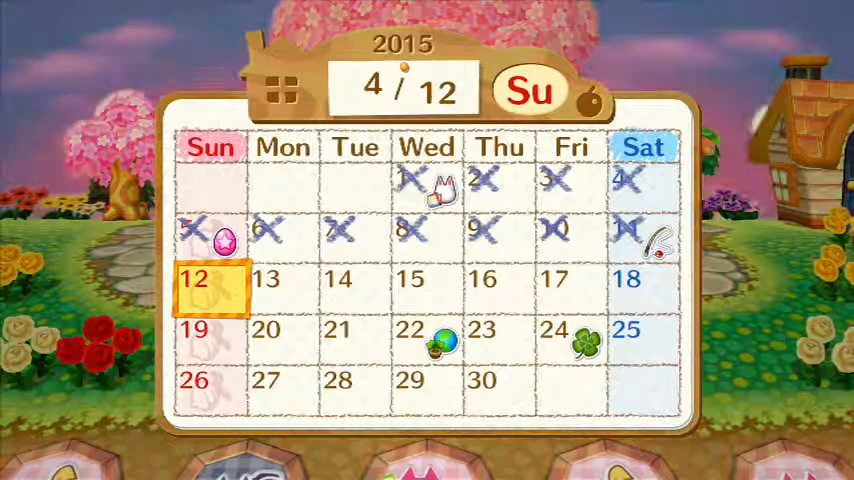 2015
4 / 12 Su
Sun Mon Tue Wed Thu Fri Sat
1 2 3 4
5 6 7 8 9 10 11
12 13 14 15 16 17 18
19 20 21 22 23 24 25
26 27 28 29 30